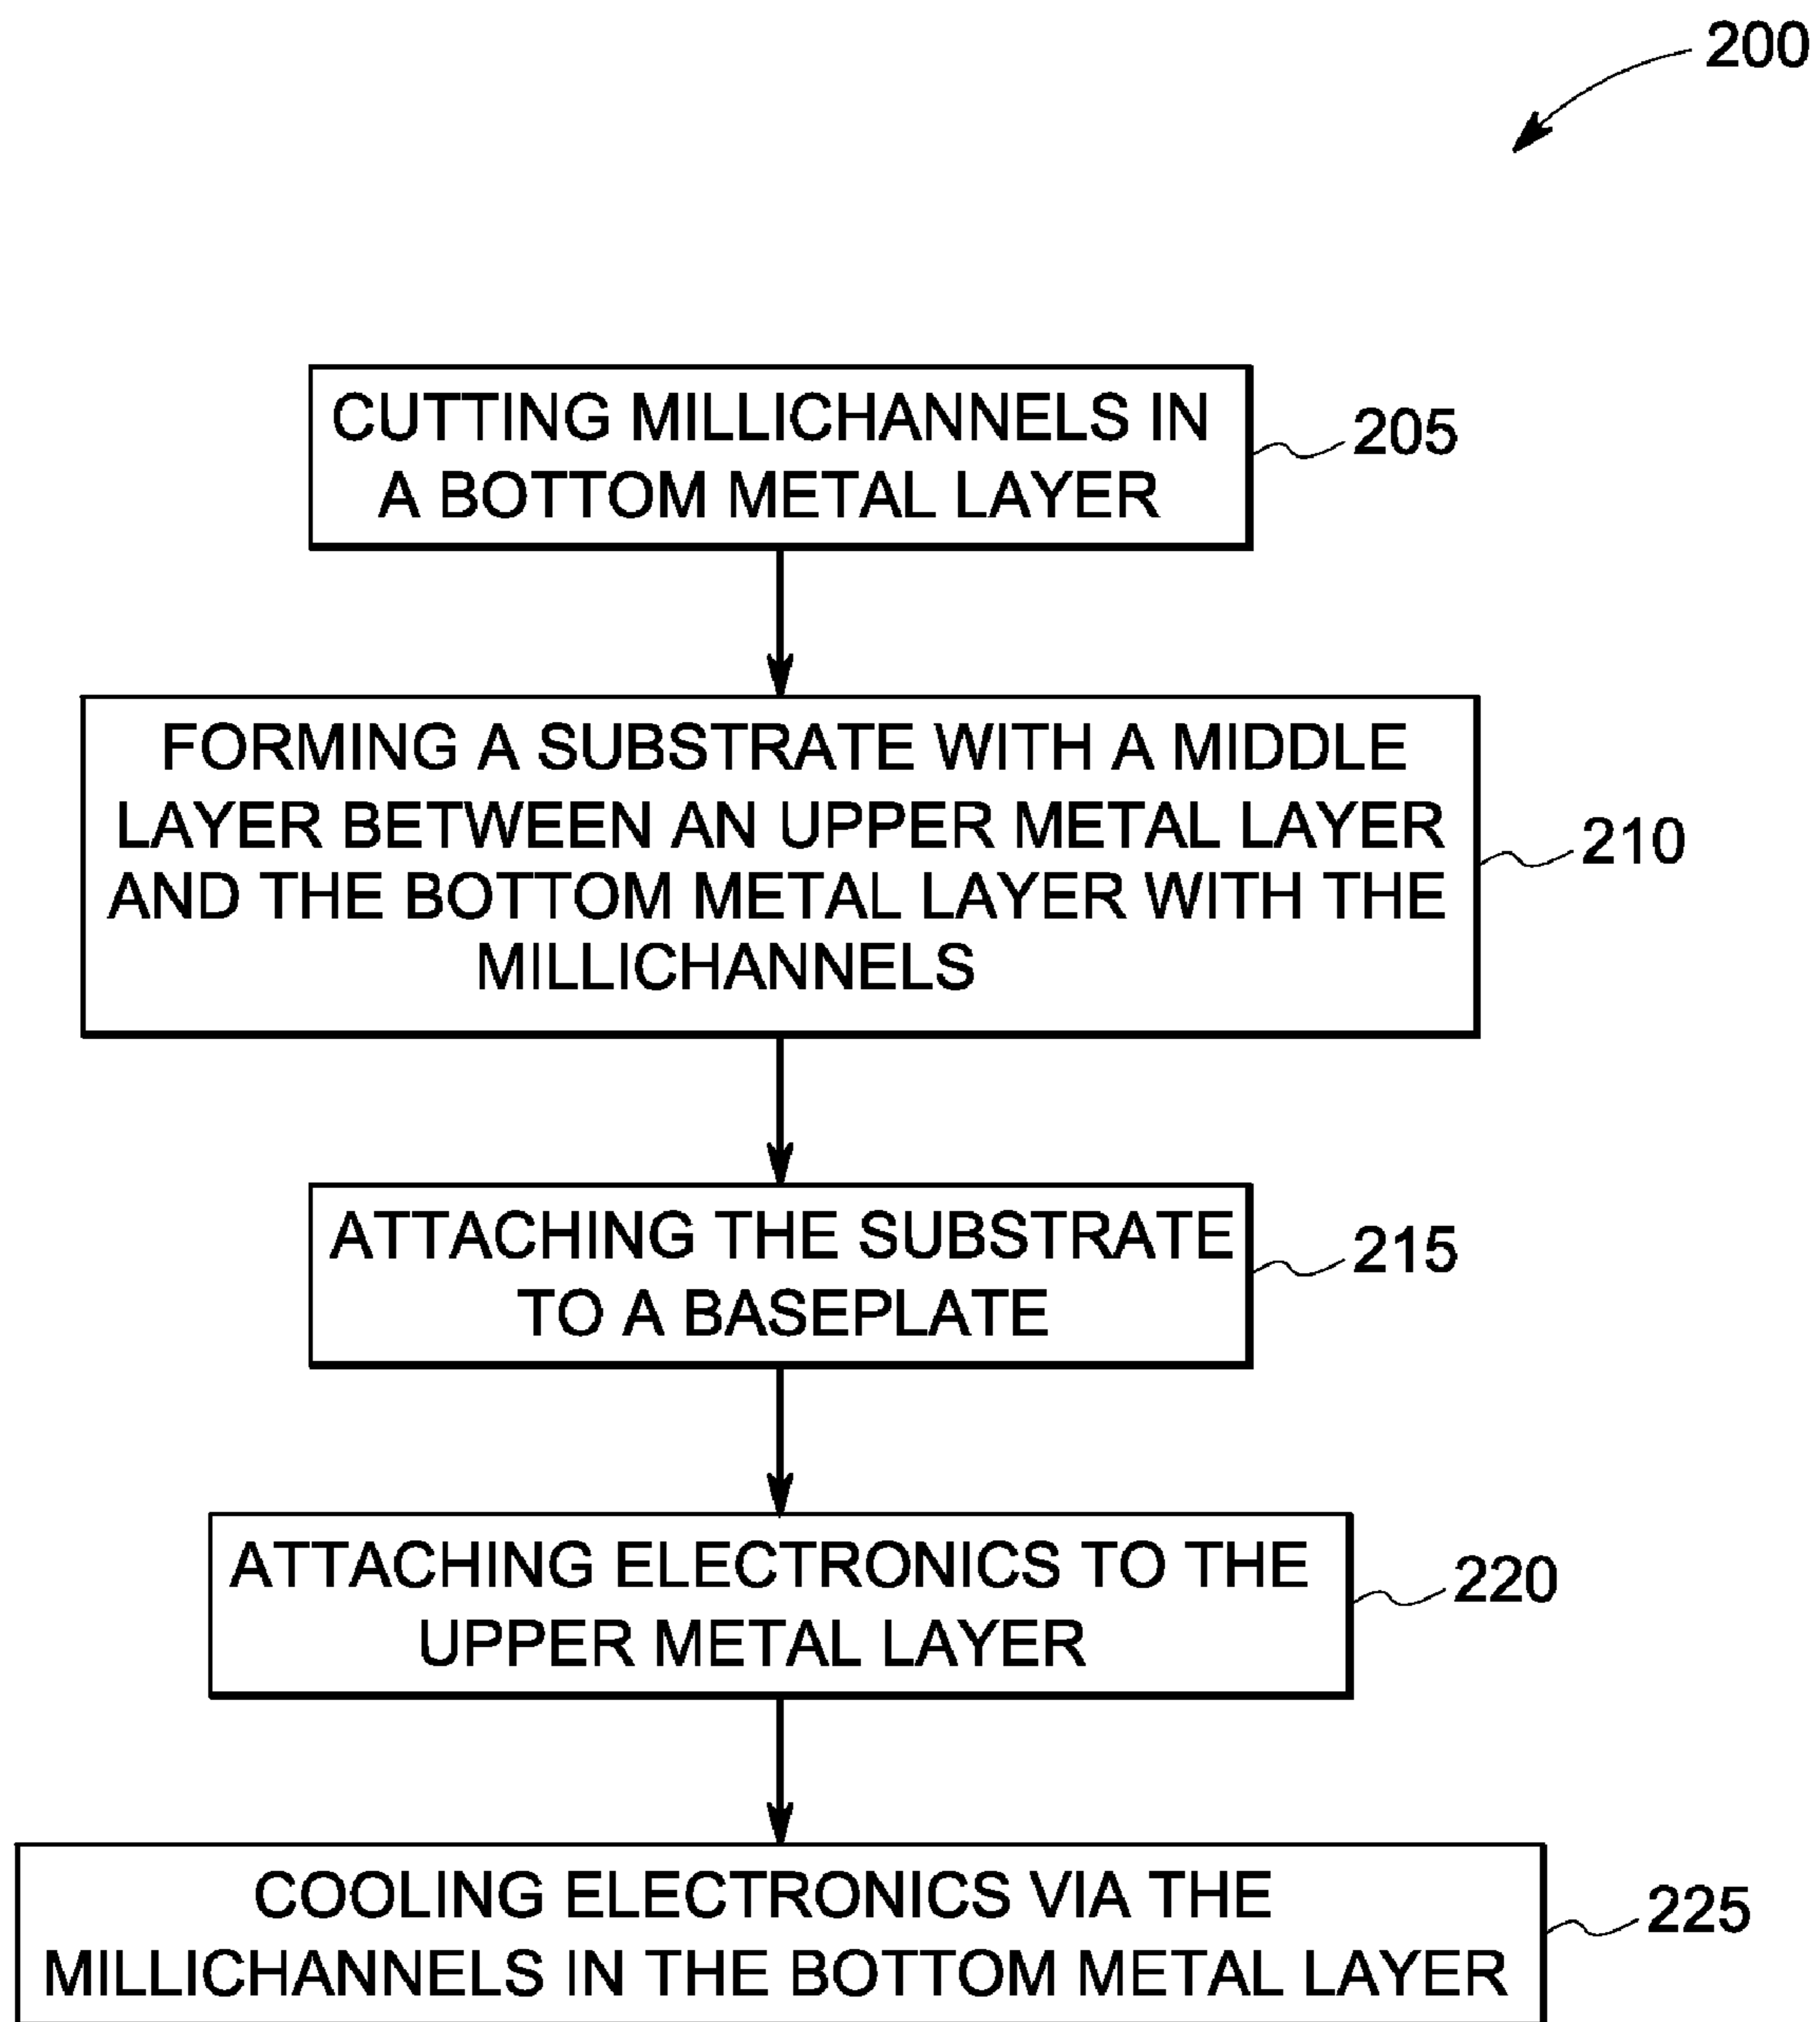 200
CUTTING MILLICHANNELS IN
A BOTTOM METAL LAYER
205
FORMING A SUBSTRATE WITH A MIDDLE
LAYER BETWEEN AN UPPER METAL LAYER
AND THE BOTTOM METAL LAYER WITH THE
MILLICHANNELS
210
ATTACHING THE SUBSTRATE
TO A BASEPLATE
215
ATTACHING ELECTRONICS TO THE
UPPER METAL LAYER
220
COOLING ELECTRONICS VIA THE
MILLICHANNELS IN THE BOTTOM METAL LAYER
225